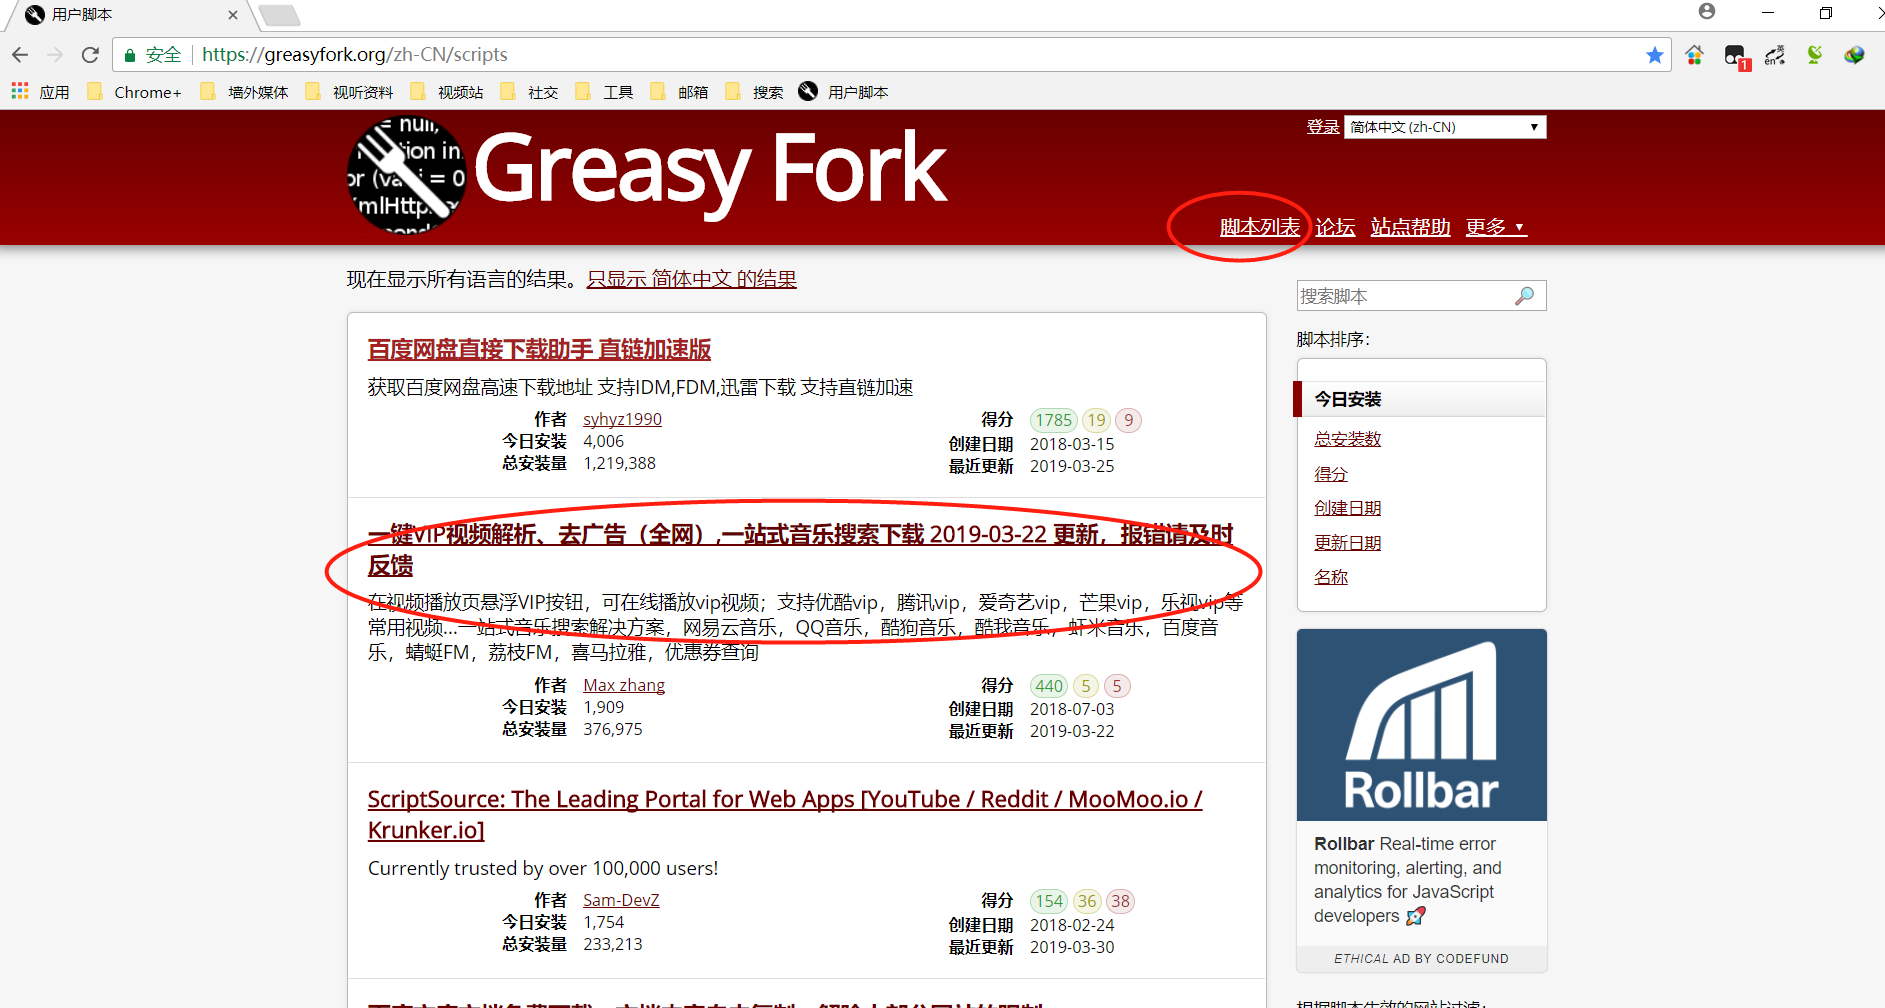 用户脚本
安全 https://greasyfork.org/zh-CN/scripts
1
英
en
应用 Chrome+ 墙外媒体 视听资料 视频站 社交 工具 邮箱 搜索 用户脚本
Greasy Fork
登录 简体中文 (zh-CN)
脚本列表 论坛 站点帮助 更多
现在显示所有语言的结果。只显示 简体中文 的结果
百度网盘直接下载助手 直链加速版
获取百度网盘高速下载地址 支持IDM,FDM,迅雷下载 支持直链加速
作者 syhyz1990
今日安装 4,006
总安装量 1,219,388
得分 1785 19 9
创建日期 2018-03-15
最近更新 2019-03-25
一键VIP视频解析、去广告（全网）,一站式音乐搜索下载 2019-03-22 更新，报错请及时
反馈
在视频播放页悬浮VIP按钮，可在线播放vip视频；支持优酷vip，腾讯vip，爱奇艺vip，芒果vip，乐视vip等
常用视频...一站式音乐搜索解决方案，网易云音乐，QQ音乐，酷狗音乐，酷我音乐，虾米音乐，百度音
乐，蜻蜓FM，荔枝FM，喜马拉雅，优惠券查询
作者 Max zhang
今日安装 1,909
总安装量 376,975
得分 440 5 5
创建日期 2018-07-03
最近更新 2019-03-22
ScriptSource: The Leading Portal for Web Apps [YouTube / Reddit / MooMoo.io /
Krunker.io]
Currently trusted by over 100,000 users!
作者 Sam-DevZ
今日安装 1,754
总安装量 233,213
得分 154 36 38
创建日期 2018-02-24
最近更新 2019-03-30
搜索脚本
脚本排序：
今日安装
总安装数
得分
创建日期
更新日期
名称
Rollbar
Rollbar Real-time error
monitoring, alerting, and
analytics for JavaScript
developers 🚀
ETHICAL AD BY CODEFUND